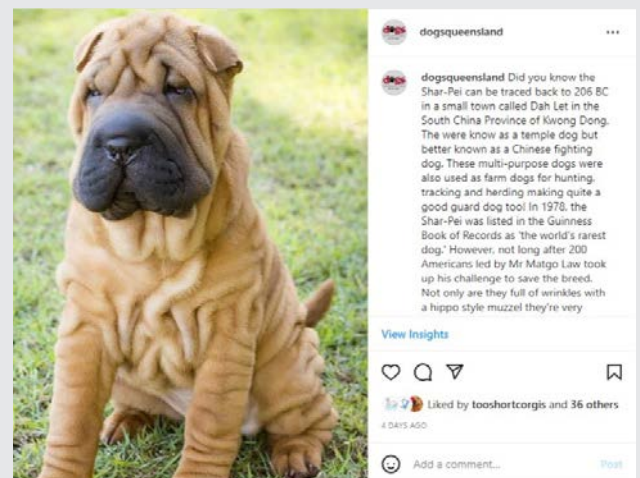 dogsqueensland
dogsqueensland Did you know the
Shar-Pei can be traced back to 206 BC
in a small town called Dah Let in the
South China Province of Kwong Dong.
The were know as a temple dog but
better known as a Chinese fighting
dog. These multi-purpose dogs were
also used as farm dogs for hunting,
tracking and herding making quite a
good guard dog too! In 1978, the
Shar-Pei was listed in the Guinness
Book of Records as 'the world's rarest
dog.' However, not long after 200
Americans led by Mr Matgo Law took
up his challenge to save the breed.
Not only are they full of wrinkles with
a hippo style muzzel they're very
View Insights
Liked by tooshortcorgis and 36 others
4 DAYS AGO
Add a comment...
Post